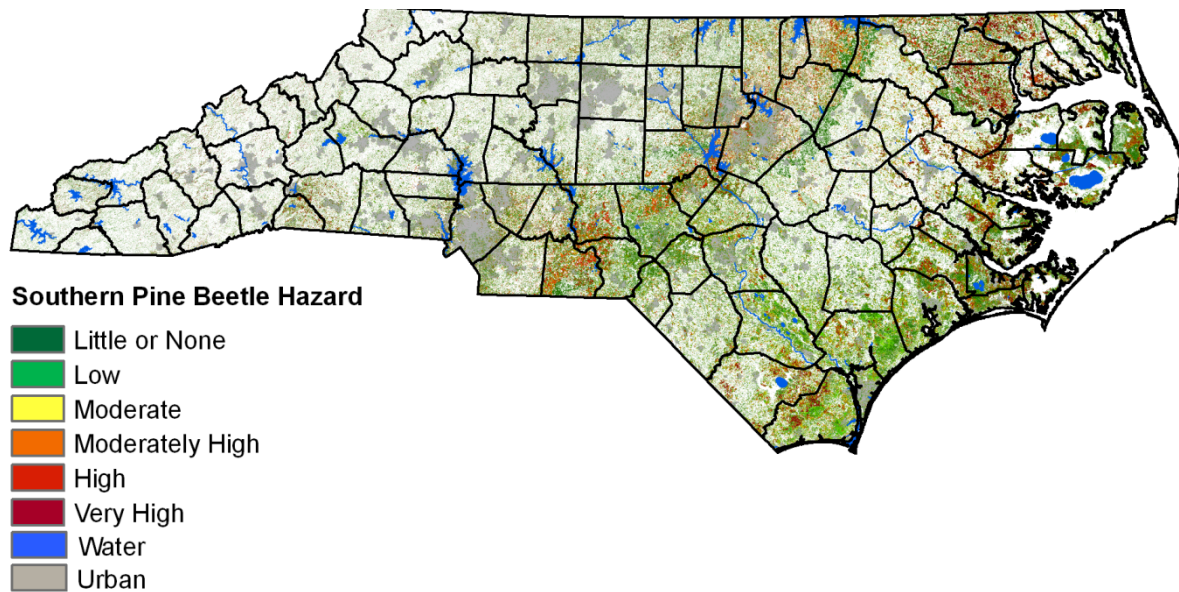 Southern Pine Beetle Hazard
Little or None
Low
Moderate
Moderately High
High
Very High
Water
Urban